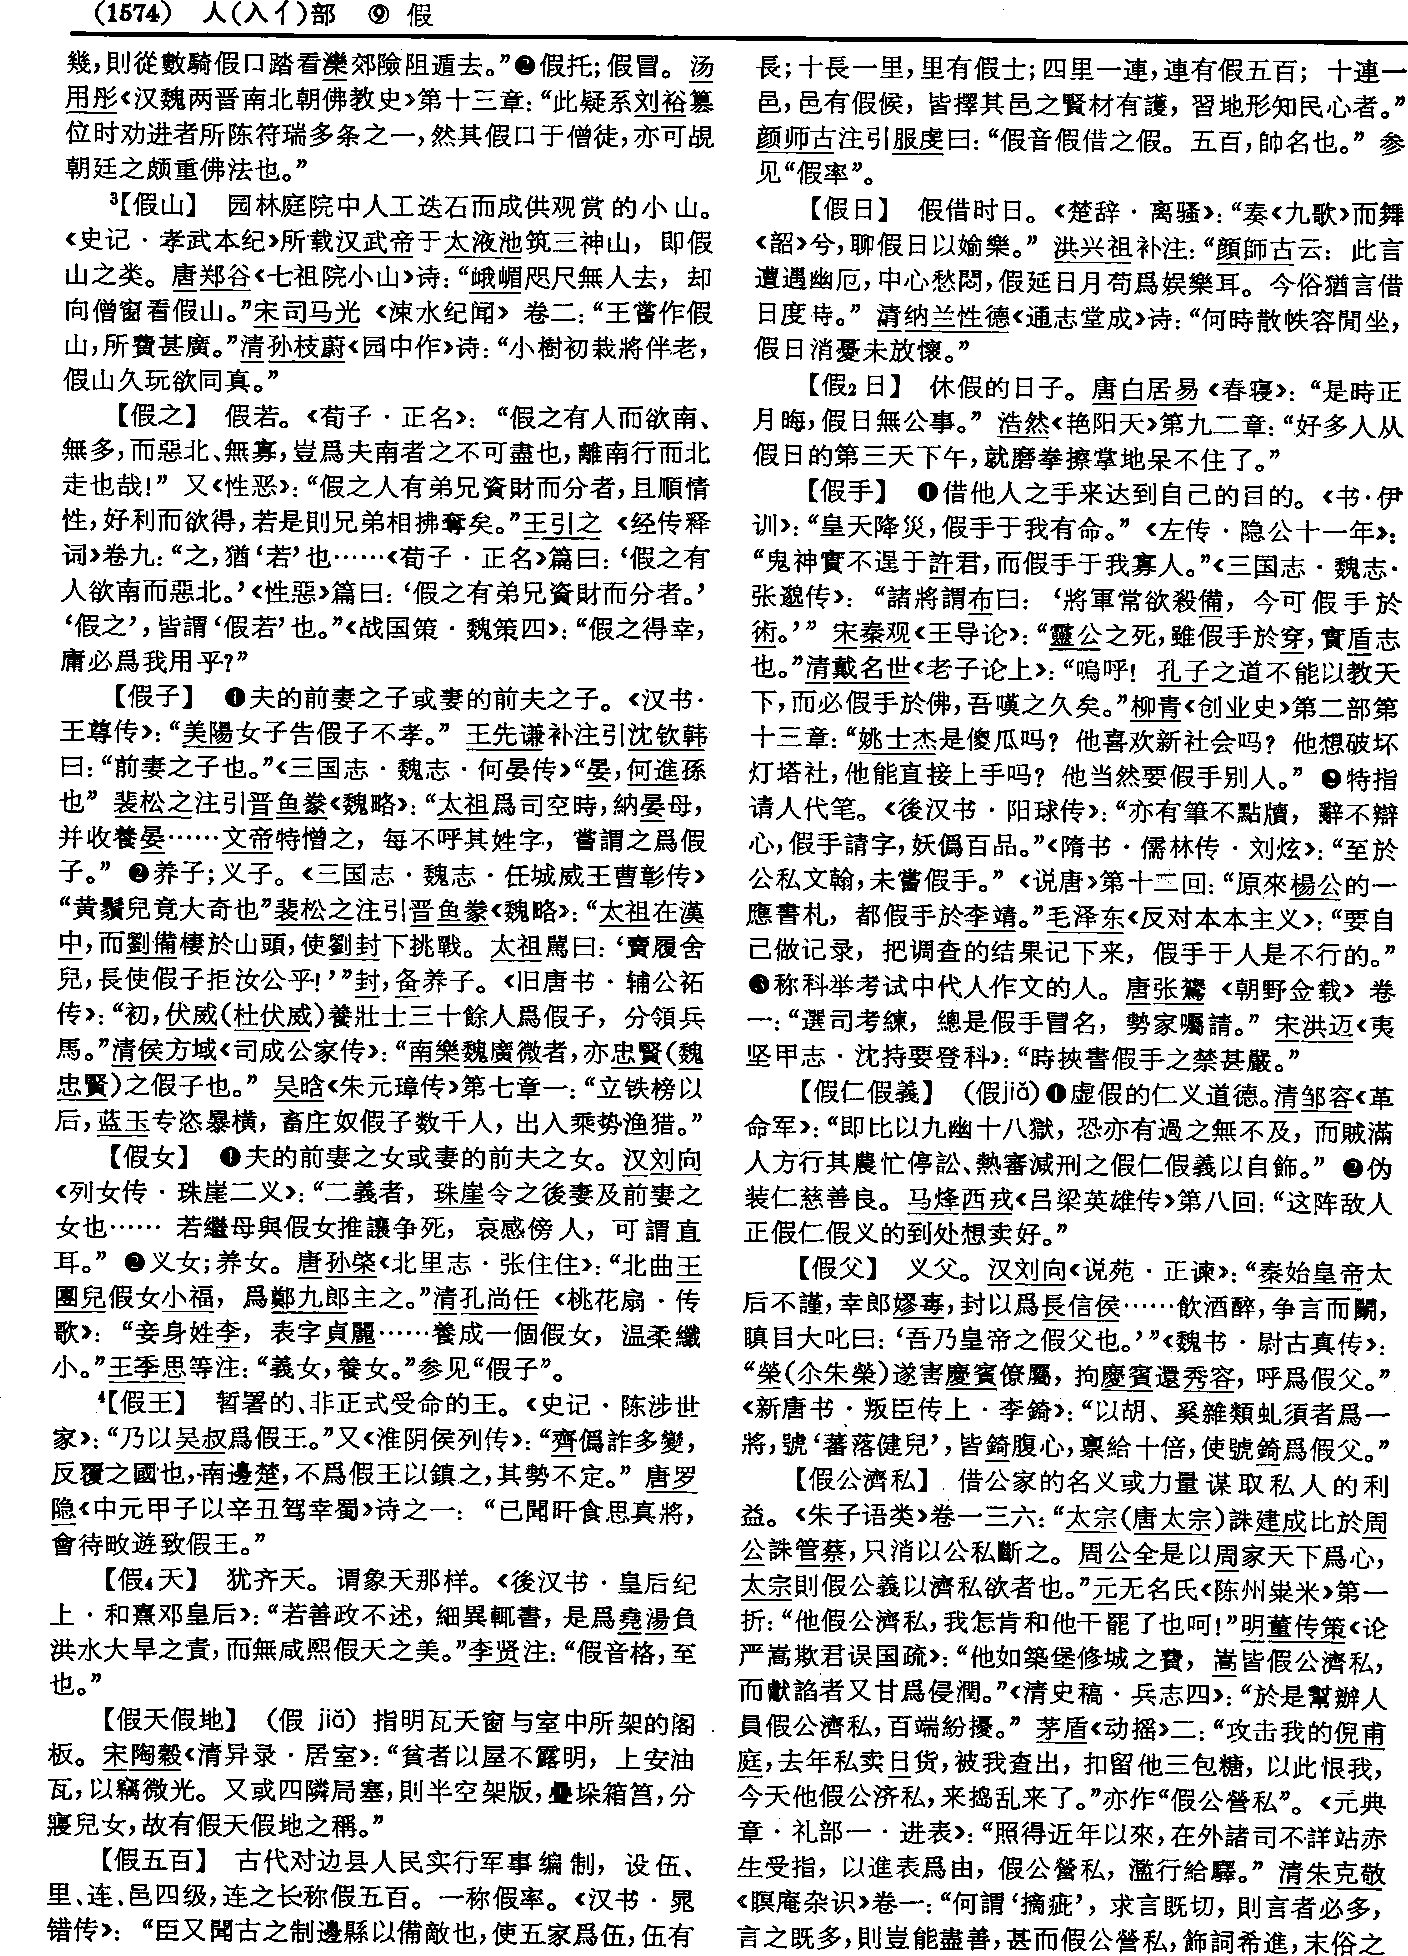 (1574) 人(入亻)部 ⑨ 假
幾，則從數騎假口踏看灤郊險阻遁去。”❷假托；假冒。汤
用彤《汉魏两晋南北朝佛教史》第十三章：“此疑系刘裕篡
位时劝进者所陈符瑞多条之一，然其假口于僧徒，亦可觇
朝廷之颇重佛法也。”
³【假山】 园林庭院中人工迭石而成供观赏的小山。
《史记·孝武本纪》所载汉武帝于太液池筑三神山，即假
山之类。唐郑谷《七祖院小山》诗：“峨嵋咫尺無人去，却
向僧窗看假山。”宋司马光《涑水纪闻》卷二：“王嘗作假
山，所費甚廣。”清孙枝蔚《园中作》诗：“小樹初栽將伴老，
假山久玩欲同真。”
【假之】 假若。《荀子·正名》：“假之有人而欲南、
無多，而惡北、無寡，豈爲夫南者之不可盡也，離南行而北
走也哉！”又《性恶》：“假之人有弟兄資財而分者，且順情
性，好利而欲得，若是則兄弟相拂奪矣。”王引之《经传释
词》卷九：“之，猶‘若’也……《荀子·正名》篇曰：‘假之有
人欲南而惡北。’《性惡》篇曰：‘假之有弟兄資財而分者。’
‘假之’，皆謂‘假若’也。”《战国策·魏策四》：“假之得幸，
庸必爲我用乎？”
【假子】 ❶夫的前妻之子或妻的前夫之子。《汉书·
王尊传》：“美陽女子告假子不孝。”王先谦补注引沈钦韩
曰：“前妻之子也。”《三国志·魏志·何晏传》“晏，何進孫
也”裴松之注引晋鱼豢《魏略》：“太祖爲司空時，納晏母，
并收養晏……文帝特憎之，每不呼其姓字，嘗謂之爲假
子。”❷养子；义子。《三国志·魏志·任城威王曹彰传》
“黄鬚兒竟大奇也”裴松之注引晋鱼豢《魏略》：“太祖在漢
中，而劉備棲於山頭，使劉封下挑戰。太祖駡曰：‘賣履舍
兒，長使假子拒汝公乎！’”封，备养子。《旧唐书·辅公祏
传》：“初，伏威(杜伏威)養壯士三十餘人爲假子，分領兵
馬。”清侯方域《司成公家传》：“南樂魏廣微者，亦忠賢(魏
忠賢)之假子也。”吴晗《朱元璋传》第七章一：“立铁榜以
后，蓝玉专恣暴横，畜庄奴假子数千人，出入乘势渔猎。”
【假女】 ❶夫的前妻之女或妻的前夫之女。汉刘向
《列女传·珠崖二义》：“二義者，珠崖令之後妻及前妻之
女也……若繼母與假女推讓争死，哀感傍人，可謂直
耳。”❷义女；养女。唐孙棨《北里志·张住住》：“北曲王
團兒假女小福，爲鄭九郎主之。”清孔尚任《桃花扇·传
歌》：“妾身姓李，表字貞麗……養成一個假女，温柔纖
小。”王季思等注：“義女，養女。”参见“假子”。
⁴【假王】 暂署的、非正式受命的王。《史记·陈涉世
家》：“乃以吴叔爲假王。”又《淮阴侯列传》：“齊僞詐多變，
反覆之國也，南邊楚，不爲假王以鎮之，其勢不定。”唐罗
隐《中元甲子以辛丑驾幸蜀》诗之一：“已聞旰食思真將，
會待畋遊致假王。”
【假₄天】 犹齐天。谓象天那样。《後汉书·皇后纪
上·和熹邓皇后》：“若善政不述，細異輒書，是爲堯湯負
洪水大旱之責，而無咸熙假天之美。”李贤注：“假音格，至
也。”
【假天假地】 (假 jiǎ) 指明瓦天窗与室中所架的阁
板。宋陶穀《清异录·居室》：“貧者以屋不露明，上安油
瓦，以竊微光。又或四隣局塞，則半空架版，疊垛箱筥，分
寢兒女，故有假天假地之稱。”
【假五百】 古代对边县人民实行军事编制，设伍、
里、连、邑四级，连之长称假五百。一称假率。《汉书·晁
错传》：“臣又聞古之制邊縣以備敵也，使五家爲伍，伍有
長；十長一里，里有假士；四里一連，連有假五百；十連一
邑，邑有假候，皆擇其邑之賢材有護，習地形知民心者。”
颜师古注引服虔曰：“假音假借之假。五百，帥名也。”参
见“假率”。
【假日】 假借时日。《楚辞·离骚》：“奏《九歌》而舞
《韶》兮，聊假日以媮樂。”洪兴祖补注：“顔師古云：此言
遭遇幽厄，中心愁悶，假延日月苟爲娱樂耳。今俗猶言借
日度時。”清纳兰性德《通志堂成》诗：“何時散帙容閒坐，
假日消憂未放懷。”
【假₂日】 休假的日子。唐白居易《春寝》：“是時正
月晦，假日無公事。”浩然《艳阳天》第九二章：“好多人从
假日的第三天下午，就磨拳擦掌地呆不住了。”
【假手】 ❶借他人之手来达到自己的目的。《书·伊
训》：“皇天降災，假手于我有命。”《左传·隐公十一年》：
“鬼神實不逞于許君，而假手于我寡人。”《三国志·魏志·
张邈传》：“諸將謂布曰：‘將軍常欲殺備，今可假手於
術。’”宋秦观《王导论》：“靈公之死，雖假手於穿，實盾志
也。”清戴名世《老子论上》：“嗚呼！孔子之道不能以教天
下，而必假手於佛，吾嘆之久矣。”柳青《创业史》第二部第
十三章：“姚士杰是傻瓜吗？他喜欢新社会吗？他想破坏
灯塔社，他能直接上手吗？他当然要假手别人。”❷特指
请人代笔。《後汉书·阳球传》：“亦有筆不點牘，辭不辯
心，假手請字，妖僞百品。”《隋书·儒林传·刘炫》：“至於
公私文翰，未嘗假手。”《说唐》第十二回：“原來楊公的一
應書札，都假手於李靖。”毛泽东《反对本本主义》：“要自
己做记录，把调查的结果记下来，假手于人是不行的。”
❸称科举考试中代人作文的人。唐张鷟《朝野佥载》卷
一：“選司考練，總是假手冒名，勢家囑請。”宋洪迈《夷
坚甲志·沈持要登科》：“時挾書假手之禁甚嚴。”
【假仁假義】 (假jiǎ)❶虚假的仁义道德。清邹容《革
命军》：“即比以九幽十八獄，恐亦有過之無不及，而賊滿
人方行其農忙停訟、熱審減刑之假仁假義以自飾。”❷伪
装仁慈善良。马烽西戎《吕梁英雄传》第八回：“这阵敌人
正假仁假义的到处想卖好。”
【假父】 义父。汉刘向《说苑·正谏》：“秦始皇帝太
后不謹，幸郎嫪毐，封以爲長信侯……飲酒醉，争言而鬭，
瞋目大叱曰：‘吾乃皇帝之假父也。’”《魏书·尉古真传》：
“榮(尒朱榮)遂害慶賓僚屬，拘慶賓還秀容，呼爲假父。”
《新唐书·叛臣传上·李錡》：“以胡、奚雜類虬須者爲一
將，號‘蕃落健兒’，皆錡腹心，禀給十倍，使號錡爲假父。”
【假公濟私】 借公家的名义或力量谋取私人的利
益。《朱子语类》卷一三六：“太宗(唐太宗)誅建成比於周
公誅管蔡，只消以公私斷之。周公全是以周家天下爲心，
太宗則假公義以濟私欲者也。”元无名氏《陈州粜米》第一
折：“他假公濟私，我怎肯和他干罷了也呵！”明董传策《论
严嵩欺君误国疏》：“他如築堡修城之費，嵩皆假公濟私，
而獻諂者又甘爲侵潤。”《清史稿·兵志四》：“於是幫辦人
員假公濟私，百端紛擾。”茅盾《动摇》二：“攻击我的倪甫
庭，去年私卖日货，被我查出，扣留他三包糖，以此恨我，
今天他假公济私，来捣乱来了。”亦作“假公營私”。《元典
章·礼部一·进表》：“照得近年以來，在外諸司不詳站赤
生受指，以進表爲由，假公營私，濫行給驛。”清朱克敬
《暝庵杂识》卷一：“何謂‘摘疵’，求言既切，則言者必多，
言之既多，則豈能盡善，甚而假公營私，飾詞希進，末俗之